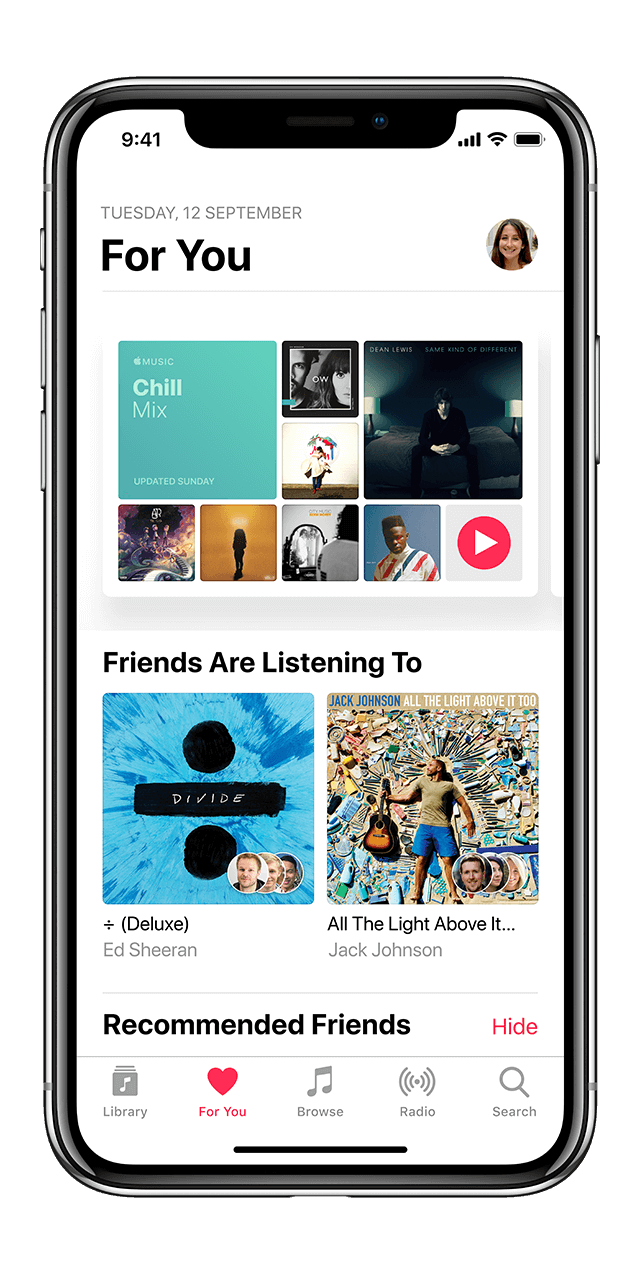 9:41
TUESDAY, 12 SEPTEMBER
For You
MUSIC
Chill
Mix
UPDATED SUNDAY
OW
DEAN LEWIS SAME KIND OF DIFFERENT
CITY MUSIC
Friends Are Listening To
DIVIDE
JACK JOHNSON ALL THE LIGHT ABOVE IT TOO
÷ (Deluxe)
Ed Sheeran
All The Light Above It...
Jack Johnson
Recommended Friends
Hide
Library
For You
Browse
Radio
Search